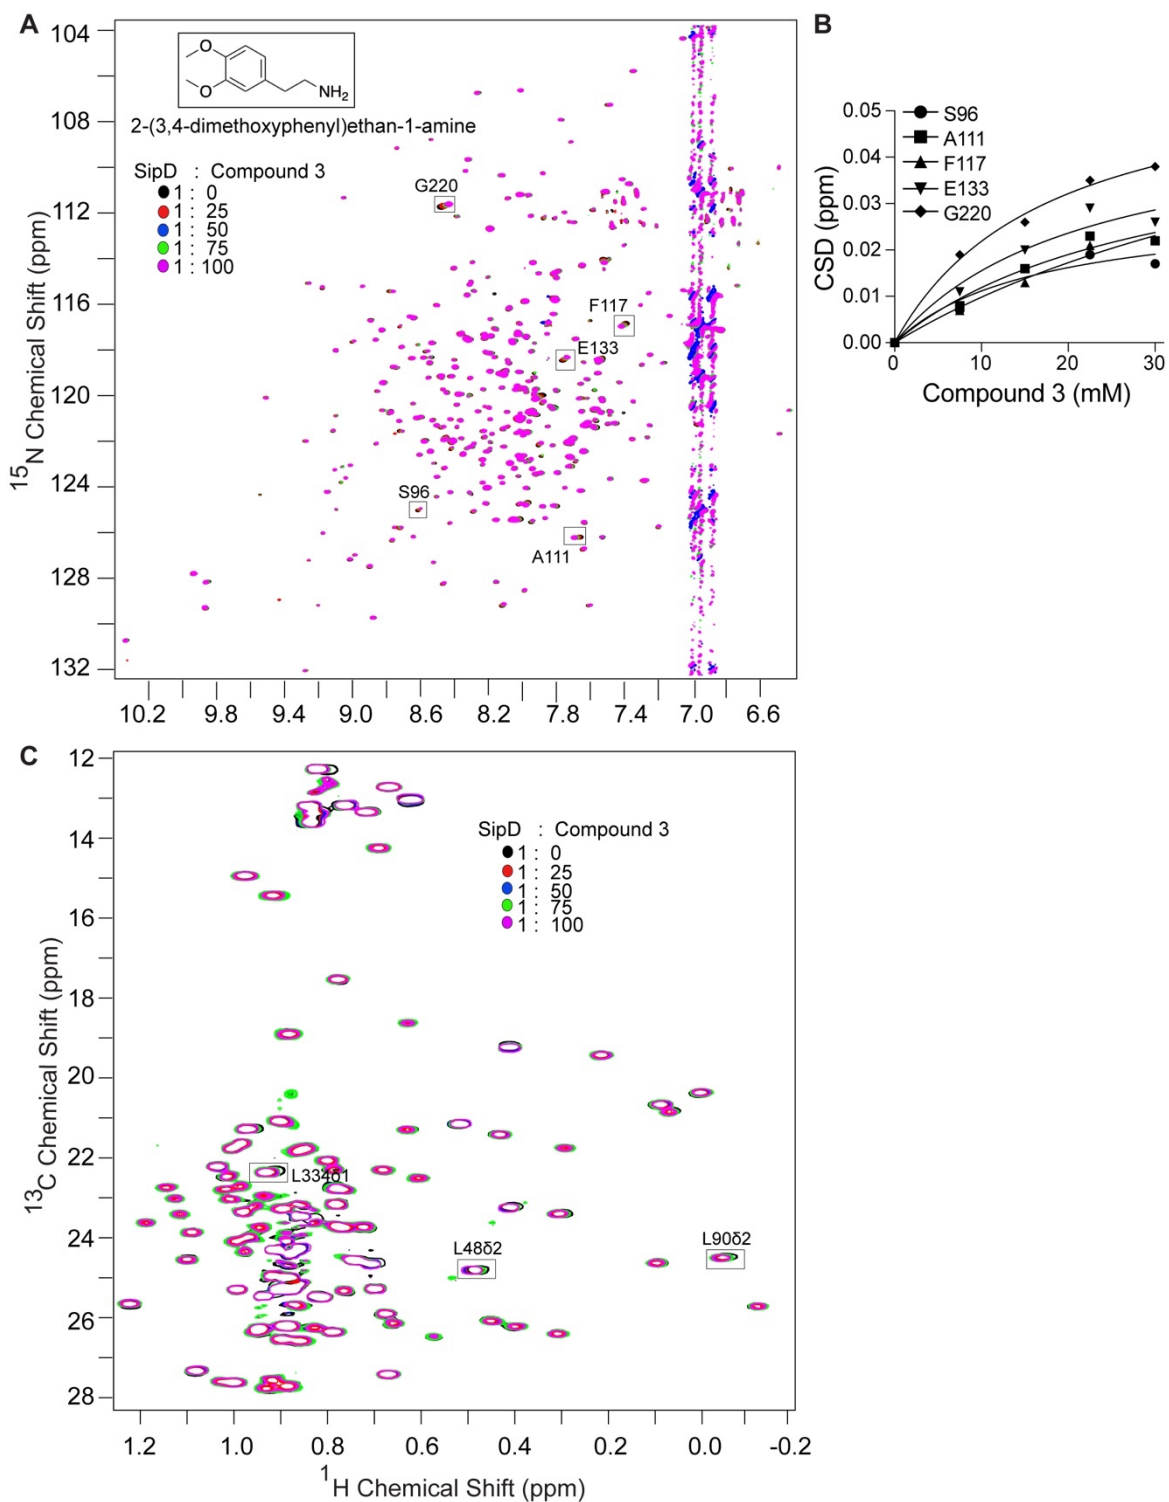 A
104
108
112
116
120
124
128
132
15N Chemical Shift (ppm)
O
O
NH2
2-(3,4-dimethoxyphenyl)ethan-1-amine
SipD : Compound 3
1 : 0
1 : 25
1 : 50
1 : 75
1 : 100
G220
F117
E133
S96
A111
10.2 9.8 9.4 9.0 8.6 8.2 7.8 7.4 7.0 6.6
B
0.05
0.04
0.03
0.02
0.01
0.00
CSD (ppm)
S96
A111
F117
E133
G220
0 10 20 30
Compound 3 (mM)
C
12
14
16
18
20
22
24
26
28
13C Chemical Shift (ppm)
SipD : Compound 3
1 : 0
1 : 25
1 : 50
1 : 75
1 : 100
L334δ1
L48δ2
L90δ2
1.2 1.0 0.8 0.6 0.4 0.2 0.0 -0.2
1H Chemical Shift (ppm)